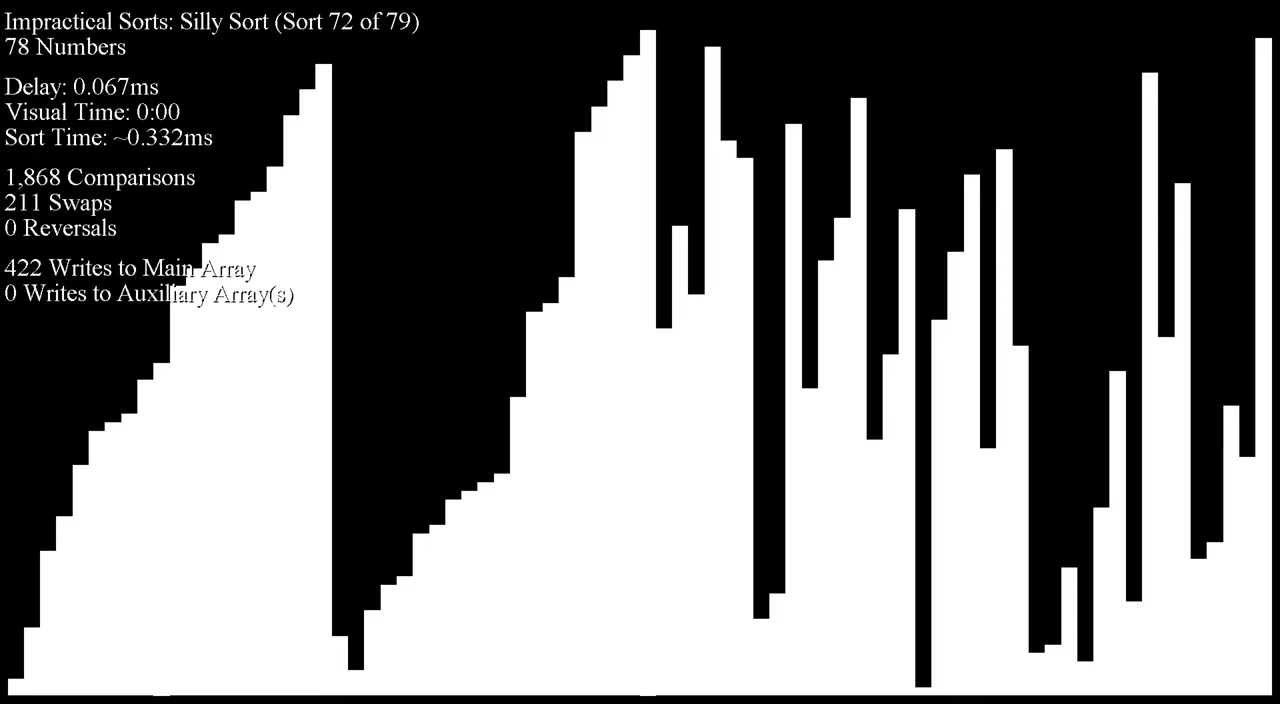 Impractical Sorts: Silly Sort (Sort 72 of 79)
78 Numbers
Delay: 0.067ms
Visual Time: 0:00
Sort Time: ~0.332ms
1,868 Comparisons
211 Swaps
0 Reversals
422 Writes to Main Array
0 Writes to Auxiliary Array(s)